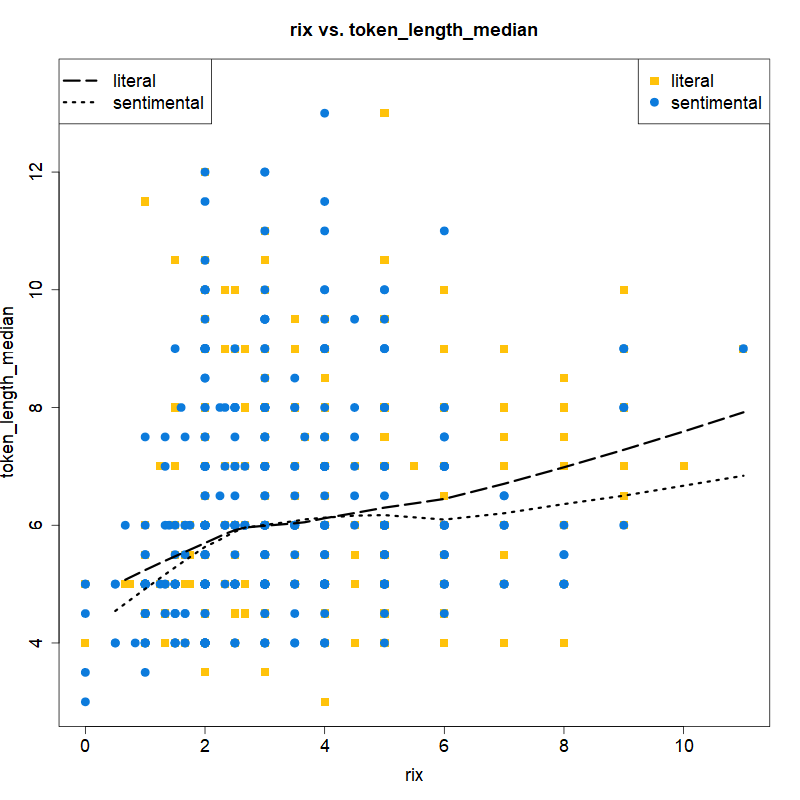 rix vs. token_length_median
literal
sentimental
literal
sentimental
token_length_median
12
10
8
6
4
0 2 4 6 8 10
rix